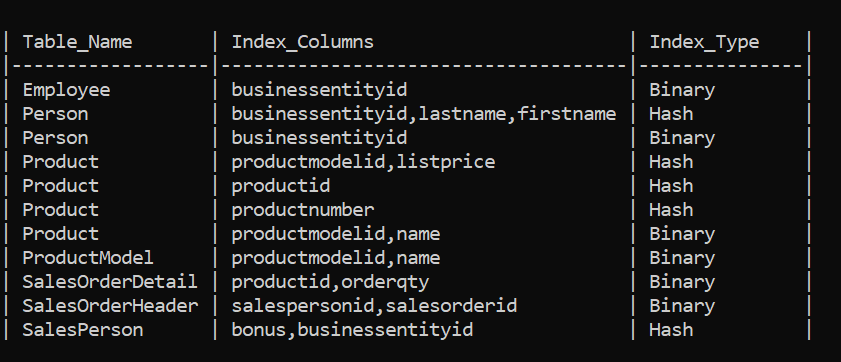 | Table_Name       | Index_Columns                       | Index_Type    |
|------------------|-------------------------------------|---------------|
| Employee         | businessentityid                    | Binary        |
| Person           | businessentityid,lastname,firstname | Hash          |
| Person           | businessentityid                    | Binary        |
| Product          | productmodelid,listprice            | Hash          |
| Product          | productid                           | Hash          |
| Product          | productnumber                       | Hash          |
| Product          | productmodelid,name                 | Binary        |
| ProductModel     | productmodelid,name                 | Binary        |
| SalesOrderDetail | productid,orderqty                  | Binary        |
| SalesOrderHeader | salespersonid,salesorderid          | Binary        |
| SalesPerson      | bonus,businessentityid              | Hash          |